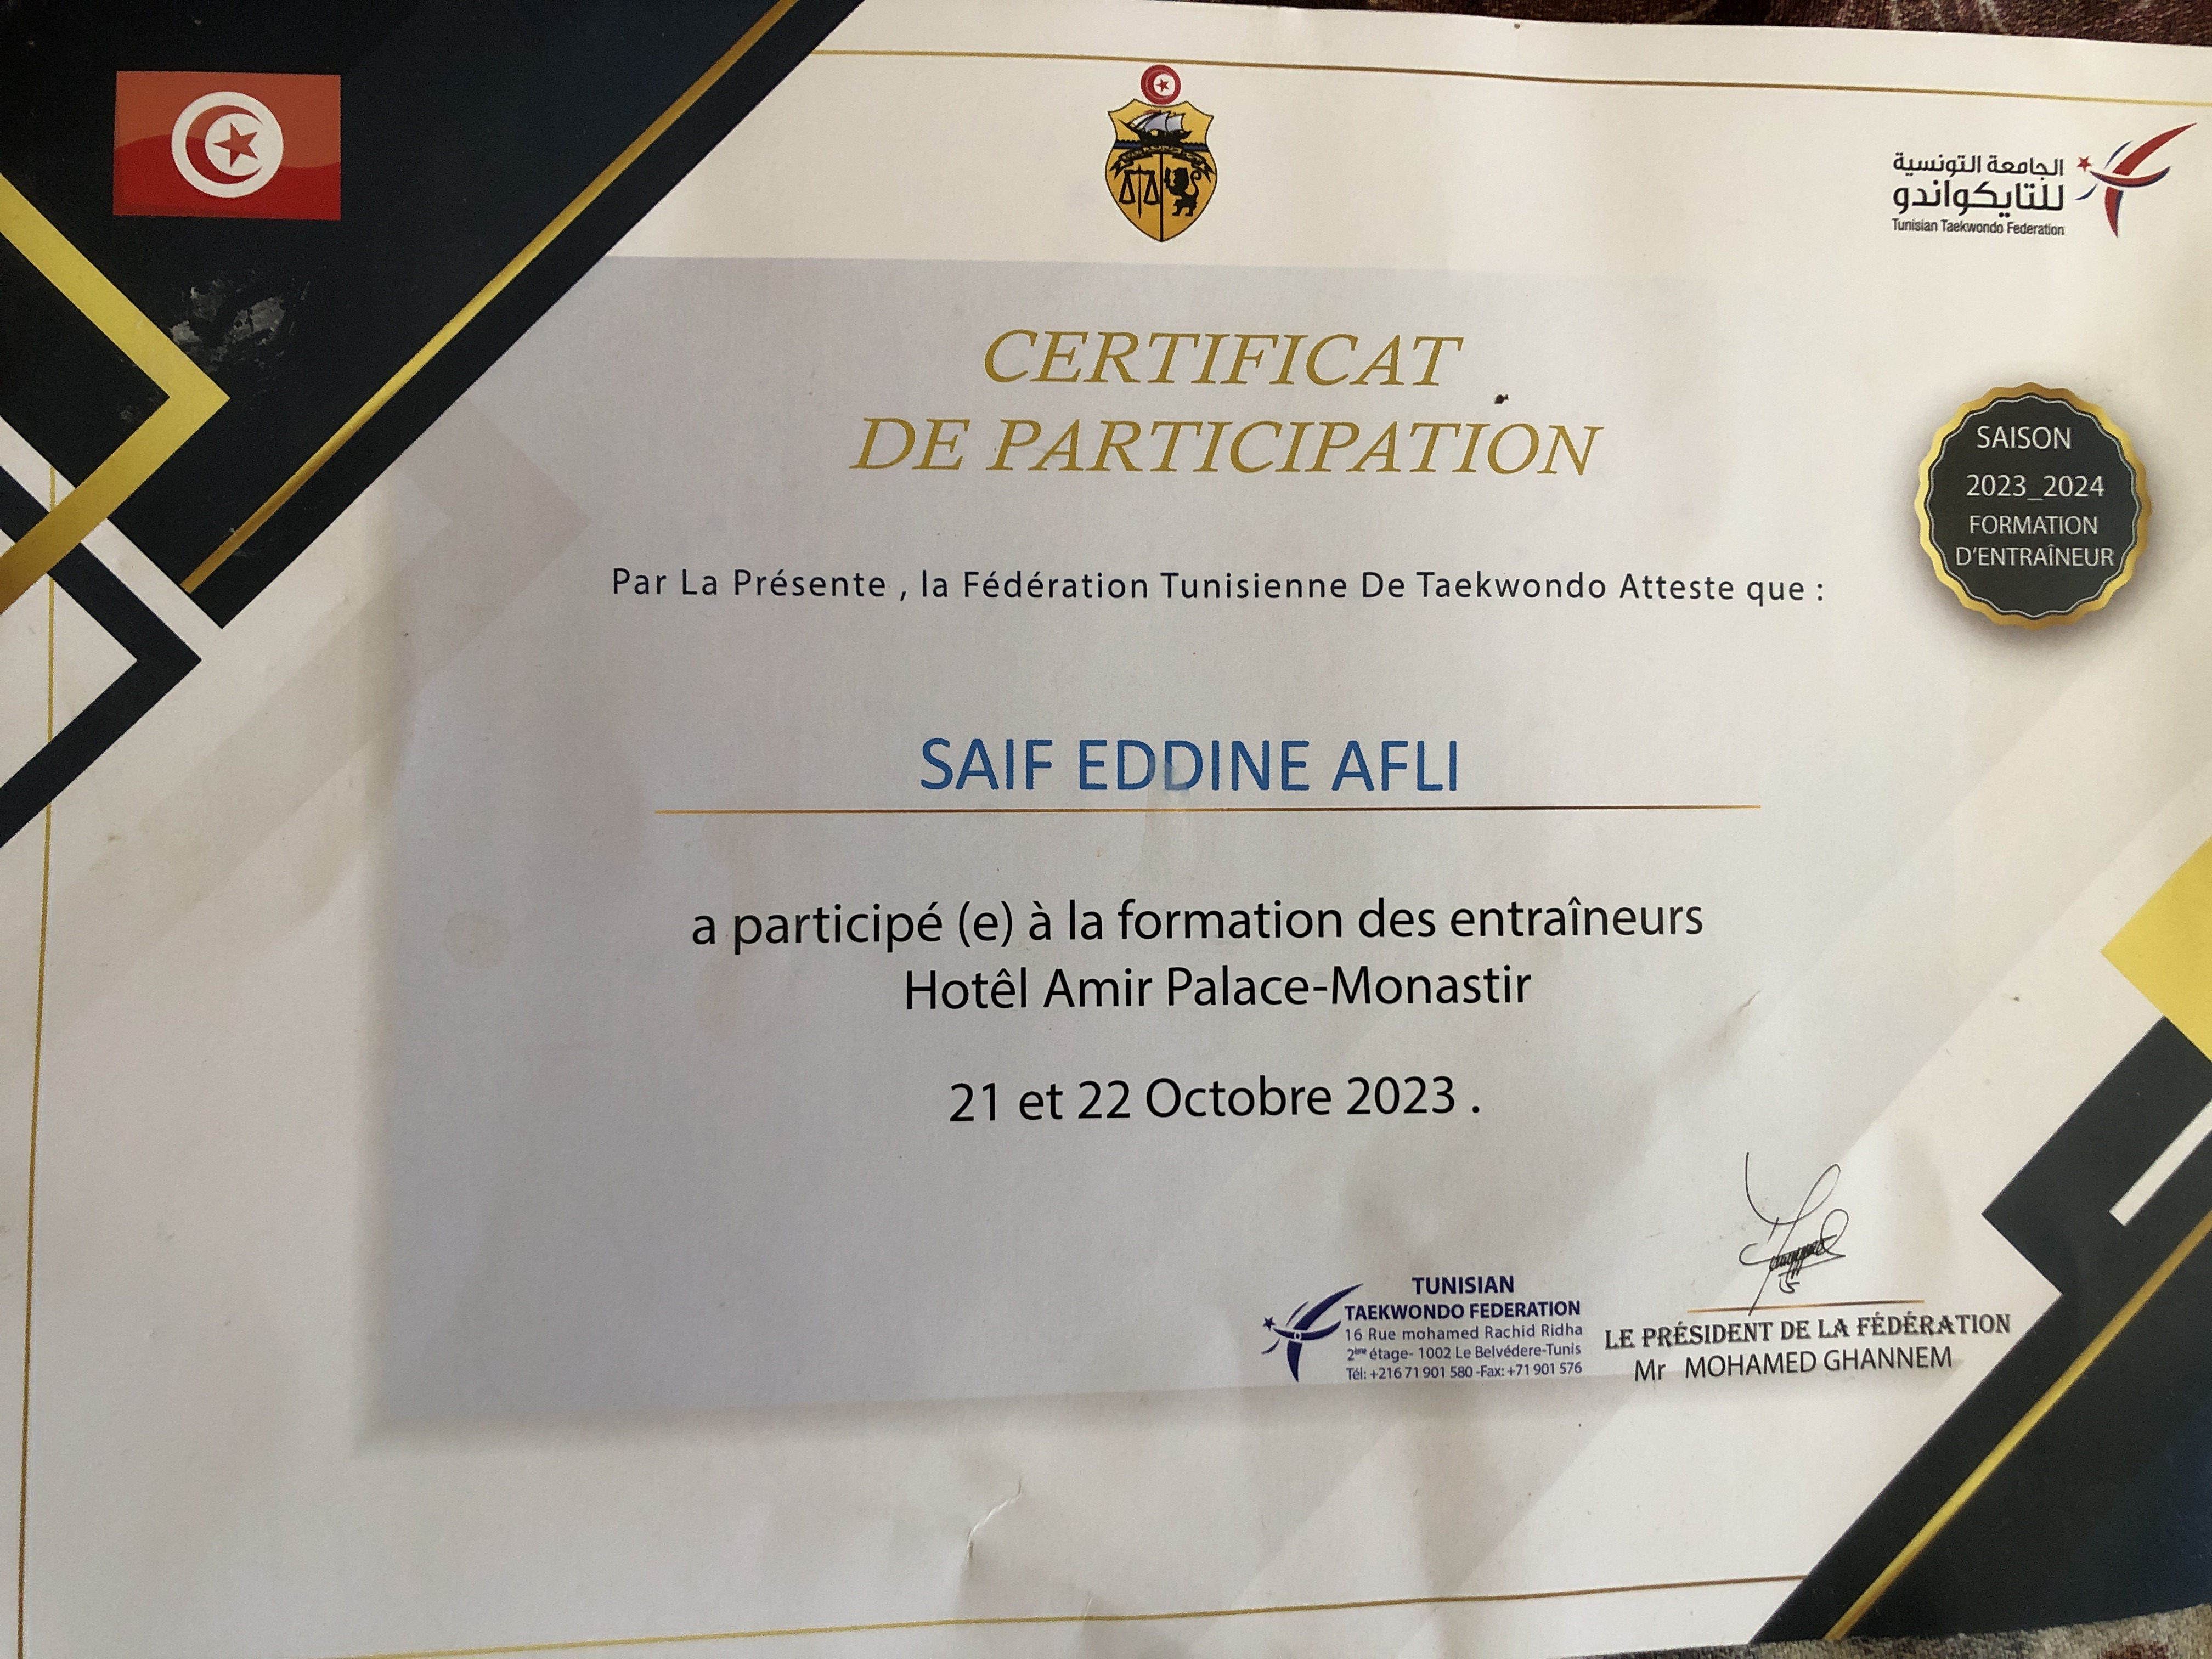 الجامعة التونسية
للتايكواندو
Tunisian Taekwondo Federation
CERTIFICAT
DE PARTICIPATION
SAISON
2023_2024
FORMATION
D'ENTRAÎNEUR
Par La Présente , la Fédération Tunisienne De Taekwondo Atteste que :
SAIF EDDINE AFLI
a participé (e) à la formation des entraîneurs
Hotêl Amir Palace-Monastir
21 et 22 Octobre 2023 .
TUNISIAN
TAEKWONDO FEDERATION
16 Rue mohamed Rachid Ridha
2ème étage- 1002 Le Belvédere-Tunis
Tél: +216 71 901 580 -Fax: +71 901 576
LE PRÉSIDENT DE LA FÉDÉRATION
Mr MOHAMED GHANNEM